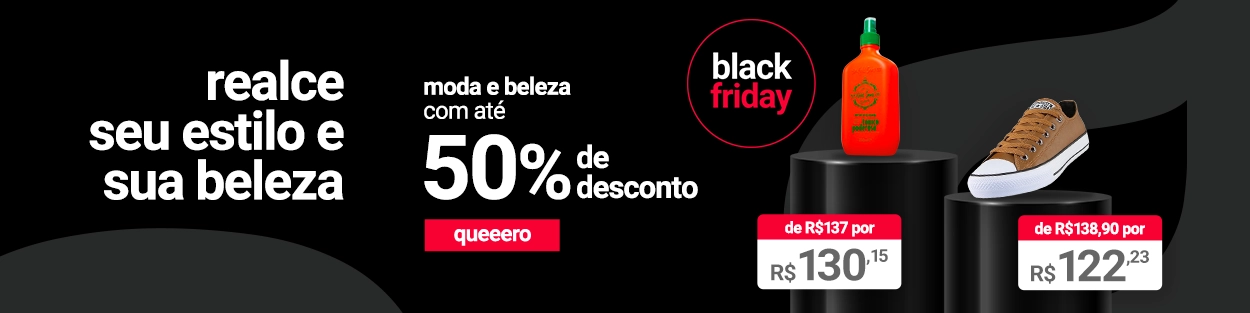 realce
seu estilo e
sua beleza
moda e beleza
com até
50% de
desconto
queeero
black
friday
de R$137 por
R$130,15
de R$138,90 por
R$122,23